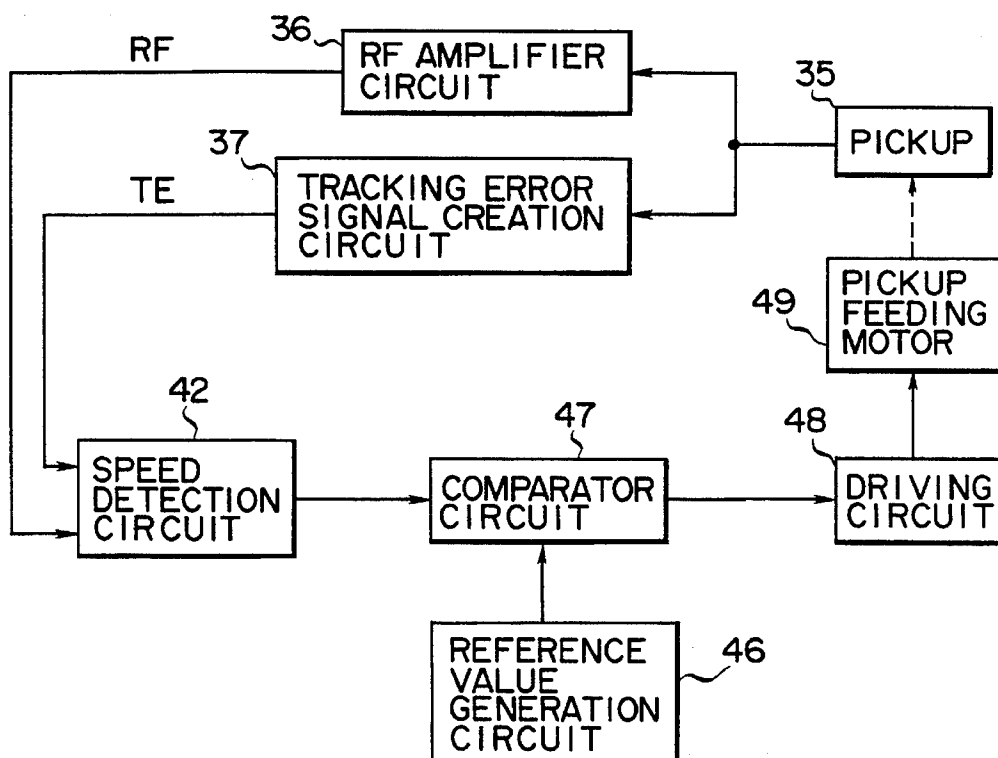 RF
36
RF AMPLIFIER
CIRCUIT
35
PICKUP
37
TE
TRACKING ERROR
SIGNAL CREATION
CIRCUIT
49
PICKUP
FEEDING
MOTOR
42
SPEED
DETECTION
CIRCUIT
47
COMPARATOR
CIRCUIT
48
DRIVING
CIRCUIT
REFERENCE
VALUE
GENERATION
CIRCUIT
46